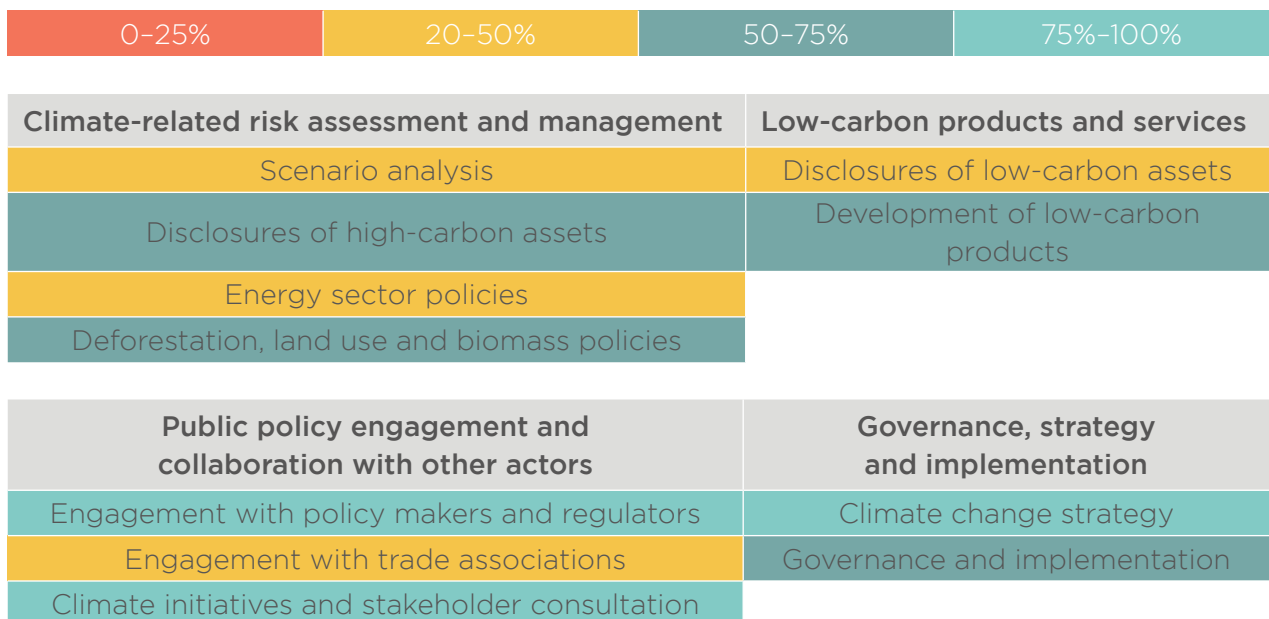 0–25% 20–50% 50–75% 75%–100%
Climate-related risk assessment and management Low-carbon products and services
Scenario analysis Disclosures of low-carbon assets
Disclosures of high-carbon assets Development of low-carbon
products
Energy sector policies
Deforestation, land use and biomass policies
Public policy engagement and Governance, strategy
collaboration with other actors and implementation
Engagement with policy makers and regulators Climate change strategy
Engagement with trade associations Governance and implementation
Climate initiatives and stakeholder consultation